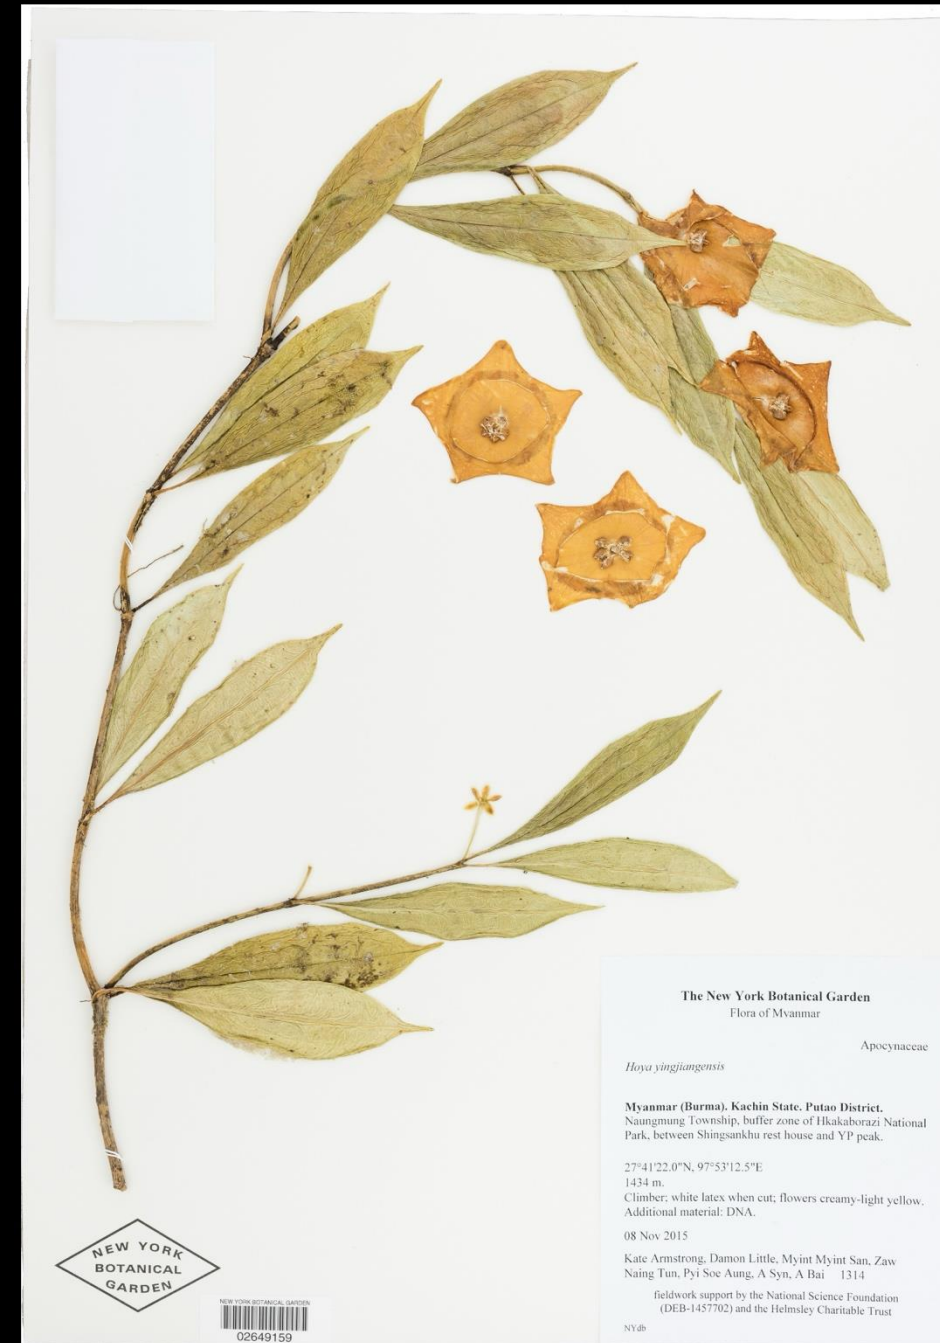 The New York Botanical Garden
Flora of Myanmar
Apocynaceae
Hoya yingjiangensis
Myanmar (Burma). Kachin State. Putao District.
Naungmung Township, buffer zone of Hkakaborazi National
Park, between Shingsankhu rest house and YP peak.
27°41'22.0"N, 97°53'12.5"E
1434 m.
Climber; white latex when cut; flowers creamy-light yellow.
Additional material: DNA.
08 Nov 2015
Kate Armstrong, Damon Little, Myint Myint San, Zaw
Naing Tun, Pyi Soe Aung, A Syn, A Bai 1314
fieldwork support by the National Science Foundation
(DEB-1457702) and the Helmsley Charitable Trust
NYdb
NEW YORK
BOTANICAL
GARDEN
NEW YORK BOTANICAL GARDEN
02649159